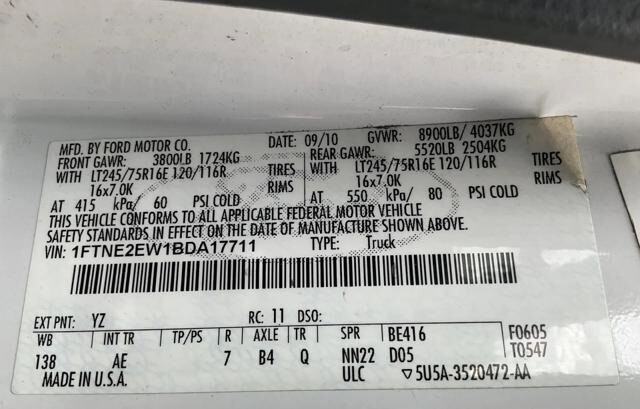 MFD. BY FORD MOTOR CO. DATE: 09/10 GVWR: 8900LB/ 4037KG
FRONT GAWR: 3800LB 1724KG REAR GAWR: 5520LB 2504KG
WITH LT245/75R16E 120/116R TIRES WITH LT245/75R16E 120/116R TIRES
16x7.0K RIMS 16x7.0K RIMS
AT 415 kPa/ 60 PSI COLD AT 550 kPa/ 80 PSI COLD
THIS VEHICLE CONFORMS TO ALL APPLICABLE FEDERAL MOTOR VEHICLE
SAFETY STANDARDS IN EFFECT ON THE DATE OF MANUFACTURE SHOWN ABOVE.
VIN: 1FTNE2EW1BDA17711 TYPE: Truck
EXT PNT: YZ RC: 11 DSO:
WB INT TR TP/PS R AXLE TR SPR BE416 F0605
138 AE 7 B4 Q NN22 D05 T0547
MADE IN U.S.A. ULC ▽5U5A-3520472-AA